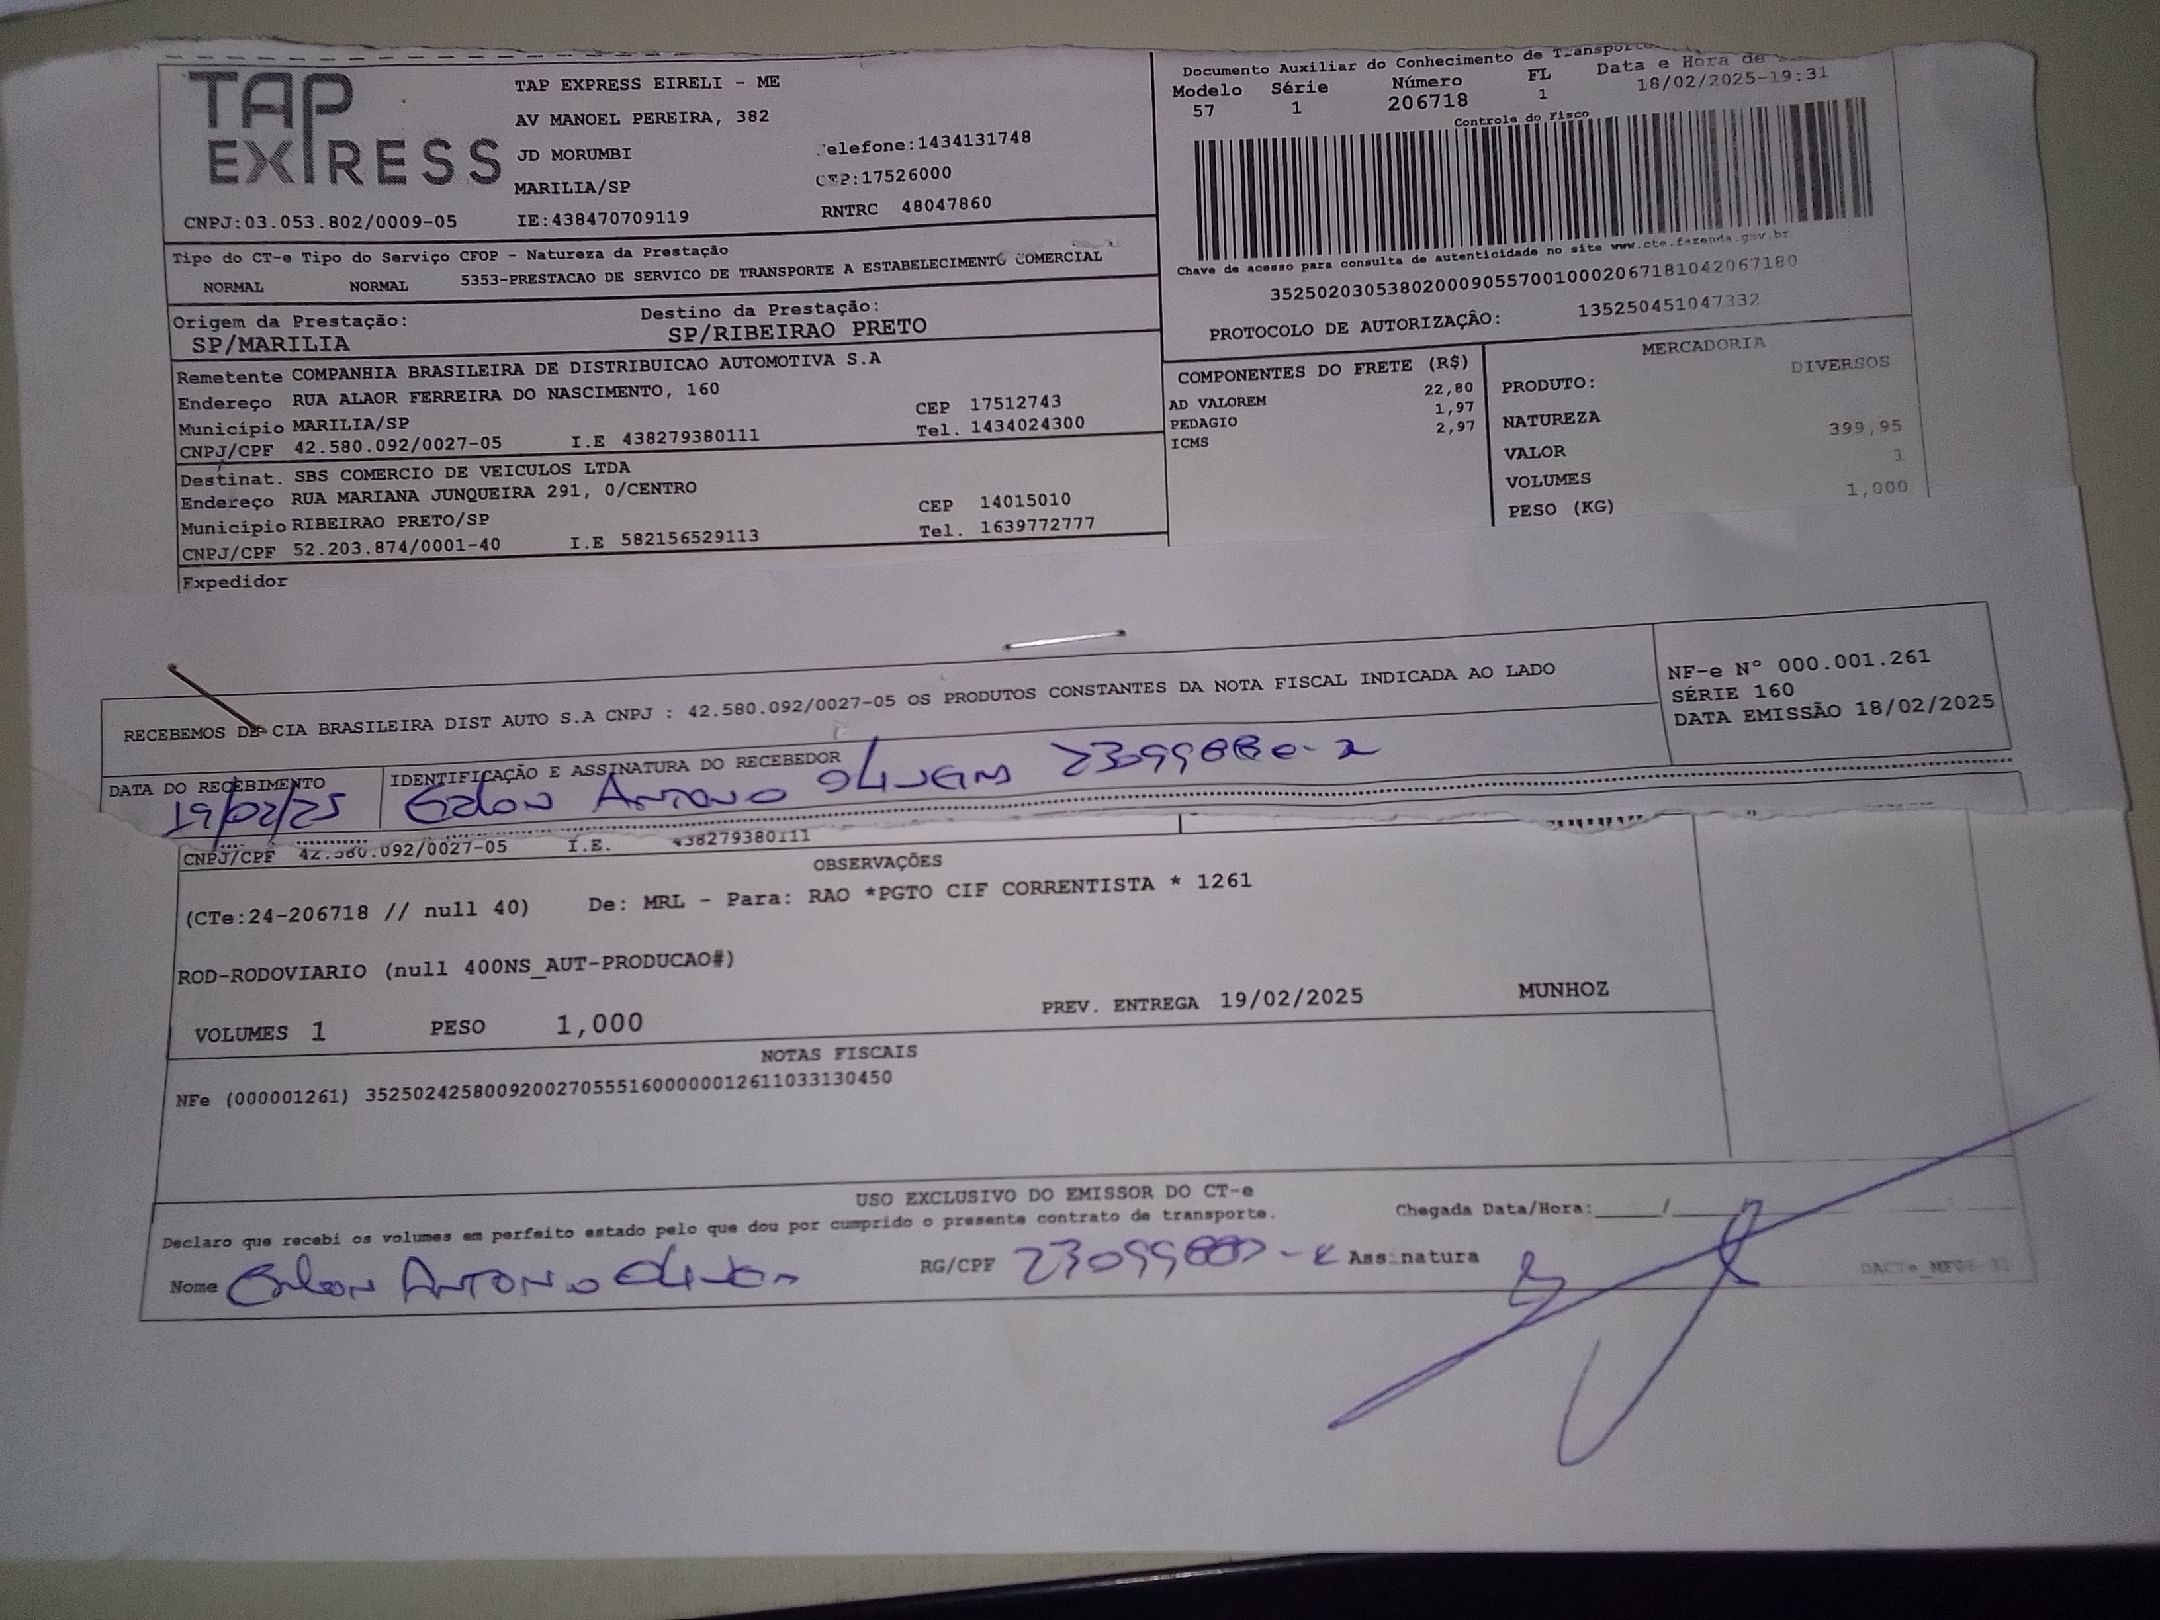 TAP EXPRESS
TAP EXPRESS EIRELI - ME
AV MANOEL PEREIRA, 382
JD MORUMBI elefone:1434131748
MARILIA/SP CEP:17526000
CNPJ:03.053.802/0009-05 IE:438470709119 RNTRC 48047860
Documento Auxiliar do Conhecimento de Transporte
Modelo Série Número FL Data e Hora de
57 1 206718 1 18/02/2025-19:31
Controle do Fisco
Chave de acesso para consulta de autenticidade no site www.cte.fazenda.gov.br
35250203053802000905570010002067181042067180
PROTOCOLO DE AUTORIZAÇÃO: 135250451047332
Tipo do CT-e Tipo do Serviço CFOP - Natureza da Prestação
NORMAL NORMAL 5353-PRESTACAO DE SERVICO DE TRANSPORTE A ESTABELECIMENTO COMERCIAL
Origem da Prestação: Destino da Prestação:
SP/MARILIA SP/RIBEIRAO PRETO
Remetente COMPANHIA BRASILEIRA DE DISTRIBUICAO AUTOMOTIVA S.A
Endereço RUA ALAOR FERREIRA DO NASCIMENTO, 160
Município MARILIA/SP CEP 17512743
CNPJ/CPF 42.580.092/0027-05 I.E 438279380111 Tel. 1434024300
Destinat. SBS COMERCIO DE VEICULOS LTDA
Endereço RUA MARIANA JUNQUEIRA 291, 0/CENTRO
Município RIBEIRAO PRETO/SP CEP 14015010
CNPJ/CPF 52.203.874/0001-40 I.E 582156529113 Tel. 1639772777
Expedidor
COMPONENTES DO FRETE (R$)
AD VALOREM 22,80
PEDAGIO 1,97
ICMS 2,97
MERCADORIA
PRODUTO: DIVERSOS
NATUREZA
VALOR 399,95
VOLUMES 1
PESO (KG) 1,000
RECEBEMOS DE CIA BRASILEIRA DIST AUTO S.A CNPJ : 42.580.092/0027-05 OS PRODUTOS CONSTANTES DA NOTA FISCAL INDICADA AO LADO
NF-e N° 000.001.261
SÉRIE 160
DATA EMISSÃO 18/02/2025
DATA DO RECEBIMENTO IDENTIFICAÇÃO E ASSINATURA DO RECEBEDOR
19/02/25 Antonio Oliveira
CNPJ/CPF 42.580.092/0027-05 I.E. 438279380111
OBSERVAÇÕES
(CTe:24-206718 // null 40) De: MRL - Para: RAO *PGTO CIF CORRENTISTA * 1261
ROD-RODOVIARIO (null 400NS_AUT-PRODUCAO#)
VOLUMES 1 PESO 1,000 PREV. ENTREGA 19/02/2025 MUNHOZ
NOTAS FISCAIS
NFe (000001261) 35250242580092002705551600000012611033130450
USO EXCLUSIVO DO EMISSOR DO CT-e
Declaro que recebi os volumes em perfeito estado pelo que dou por cumprido o presente contrato de transporte. Chegada Data/Hora:_____/_____
Nome Antonio RG/CPF Assinatura